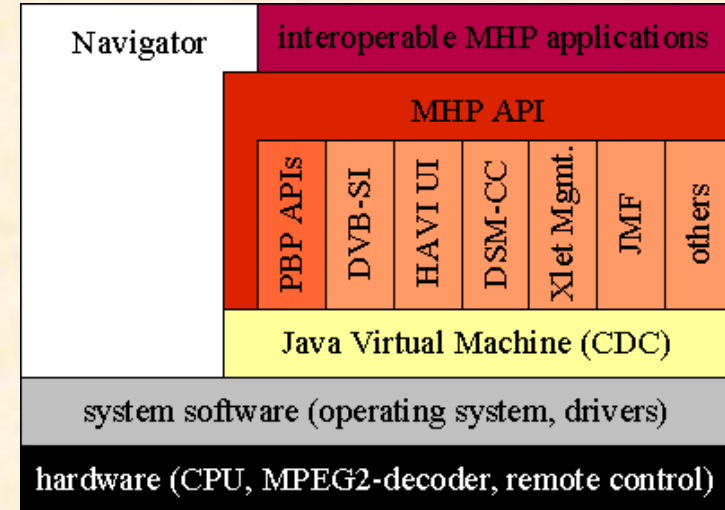 Navigator
interoperable MHP applications
MHP API
PBP APIs
DVB-SI
HAVI UI
DSM-CC
Xlet Mgmt.
JMF
others
Java Virtual Machine (CDC)
system software (operating system, drivers)
hardware (CPU, MPEG2-decoder, remote control)